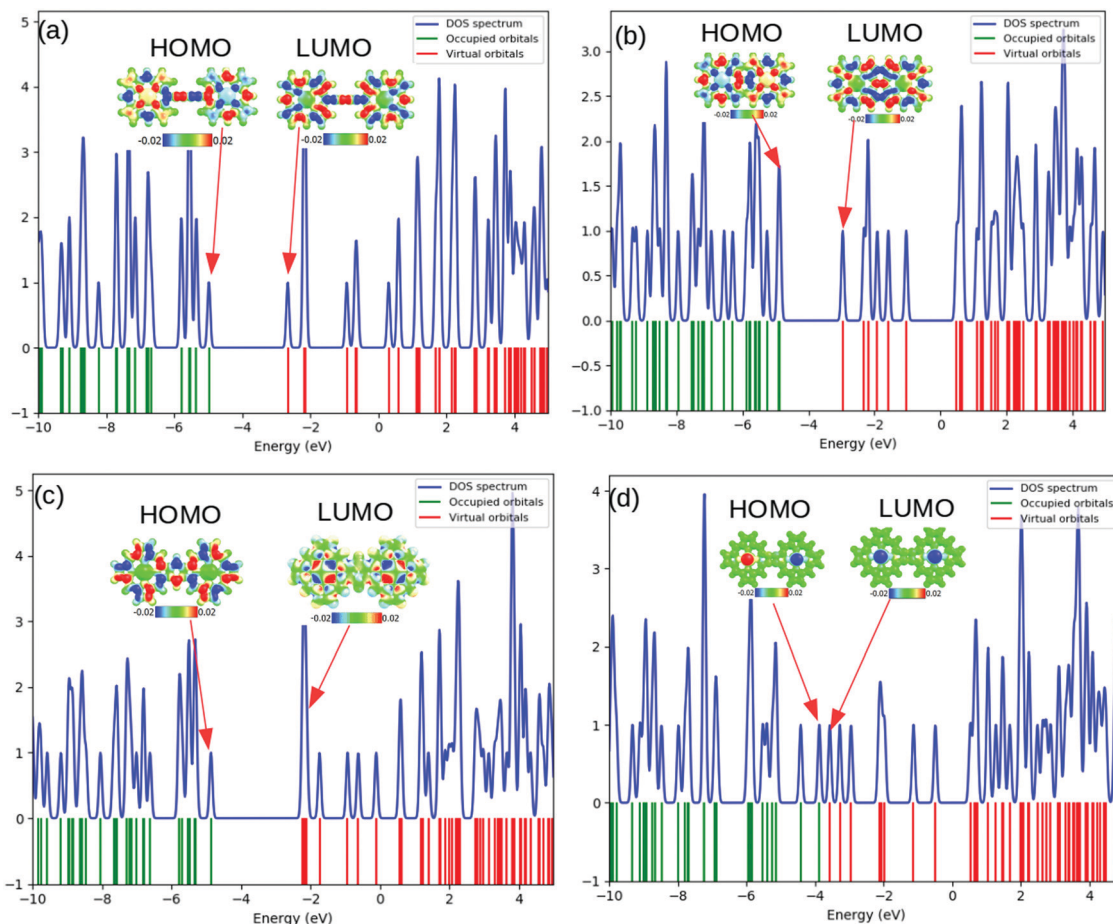 (a)
HOMO
LUMO
DOS spectrum
Occupied orbitals
Virtual orbitals
-0.02
0.02
-0.02
0.02
5
4
3
2
1
0
−1
−10
−8
−6
−4
−2
0
2
4
Energy (eV)
(b)
HOMO
LUMO
DOS spectrum
Occupied orbitals
Virtual orbitals
-0.02
0.02
-0.02
0.02
3.0
2.5
2.0
1.5
1.0
0.5
0.0
−0.5
−1.0
−10
−8
−6
−4
−2
0
2
4
Energy (eV)
(c)
HOMO
LUMO
DOS spectrum
Occupied orbitals
Virtual orbitals
-0.02
0.02
-0.02
0.02
5
4
3
2
1
0
−1
−10
−8
−6
−4
−2
0
2
4
Energy (eV)
(d)
HOMO
LUMO
DOS spectrum
Occupied orbitals
Virtual orbitals
-0.02
0.02
-0.02
0.02
4
3
2
1
0
−1
−10
−8
−6
−4
−2
0
2
4
Energy (eV)